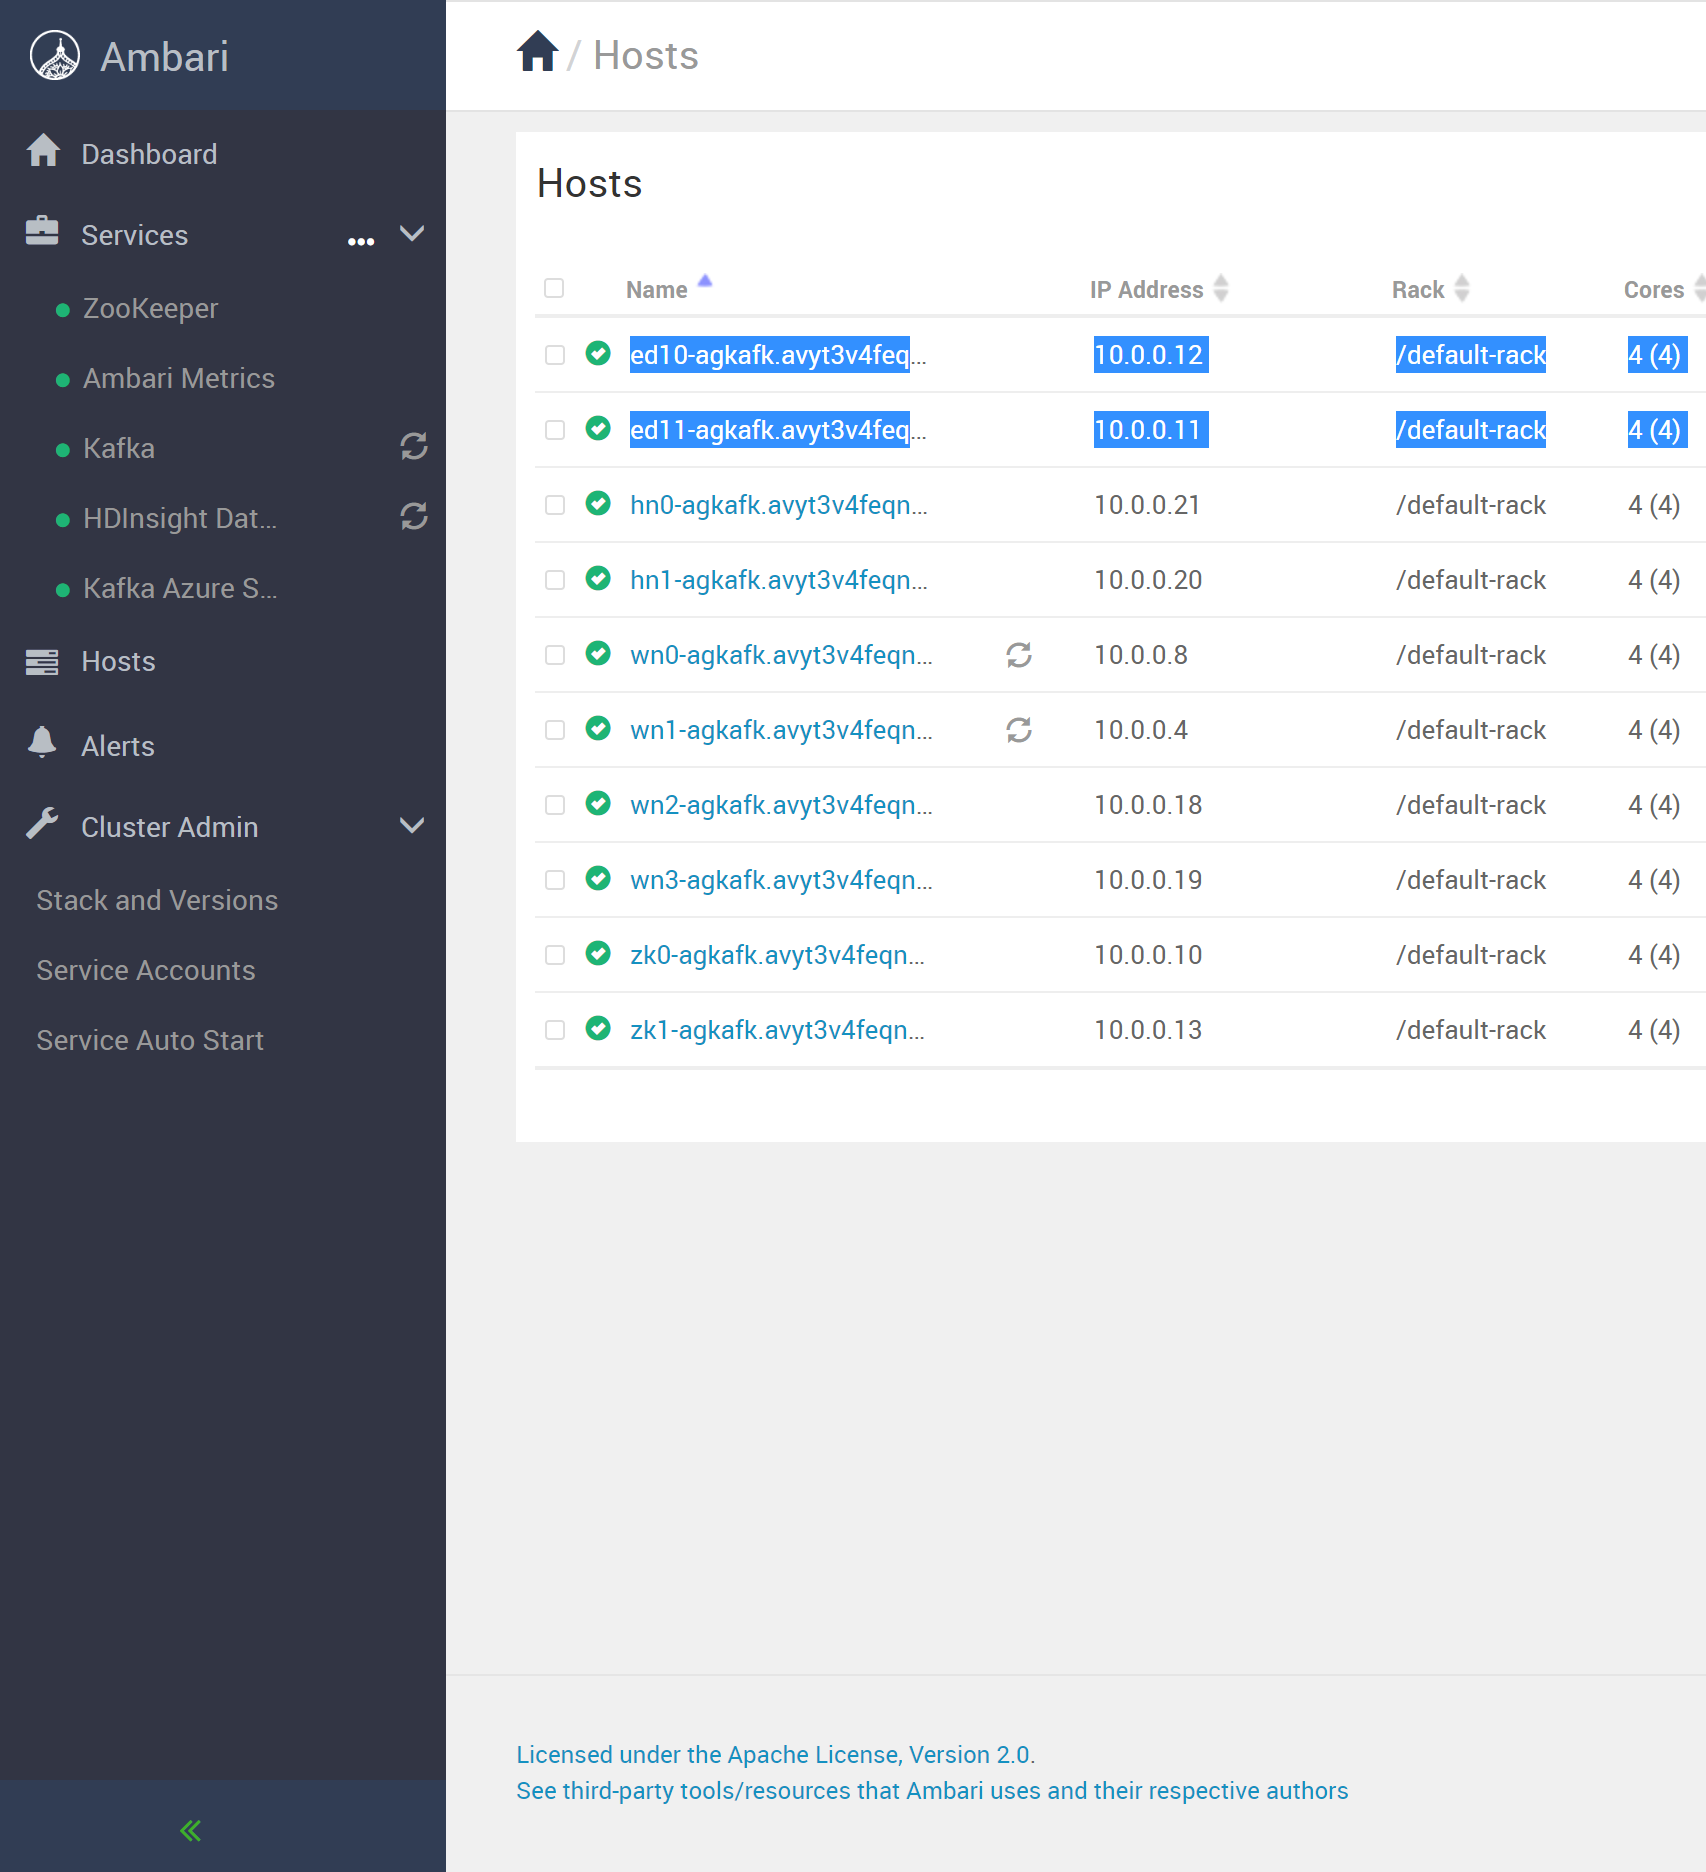 Ambari
Dashboard
Services
ZooKeeper
Ambari Metrics
Kafka
HDInsight Dat...
Kafka Azure S...
Hosts
Alerts
Cluster Admin
Stack and Versions
Service Accounts
Service Auto Start
/ Hosts
Hosts
Name IP Address Rack Cores
ed10-agkafk.avyt3v4feq... 10.0.0.12 /default-rack 4 (4)
ed11-agkafk.avyt3v4feq... 10.0.0.11 /default-rack 4 (4)
hn0-agkafk.avyt3v4feqn... 10.0.0.21 /default-rack 4 (4)
hn1-agkafk.avyt3v4feqn... 10.0.0.20 /default-rack 4 (4)
wn0-agkafk.avyt3v4feqn... 10.0.0.8 /default-rack 4 (4)
wn1-agkafk.avyt3v4feqn... 10.0.0.4 /default-rack 4 (4)
wn2-agkafk.avyt3v4feqn... 10.0.0.18 /default-rack 4 (4)
wn3-agkafk.avyt3v4feqn... 10.0.0.19 /default-rack 4 (4)
zk0-agkafk.avyt3v4feqn... 10.0.0.10 /default-rack 4 (4)
zk1-agkafk.avyt3v4feqn... 10.0.0.13 /default-rack 4 (4)
Licensed under the Apache License, Version 2.0.
See third-party tools/resources that Ambari uses and their respective authors